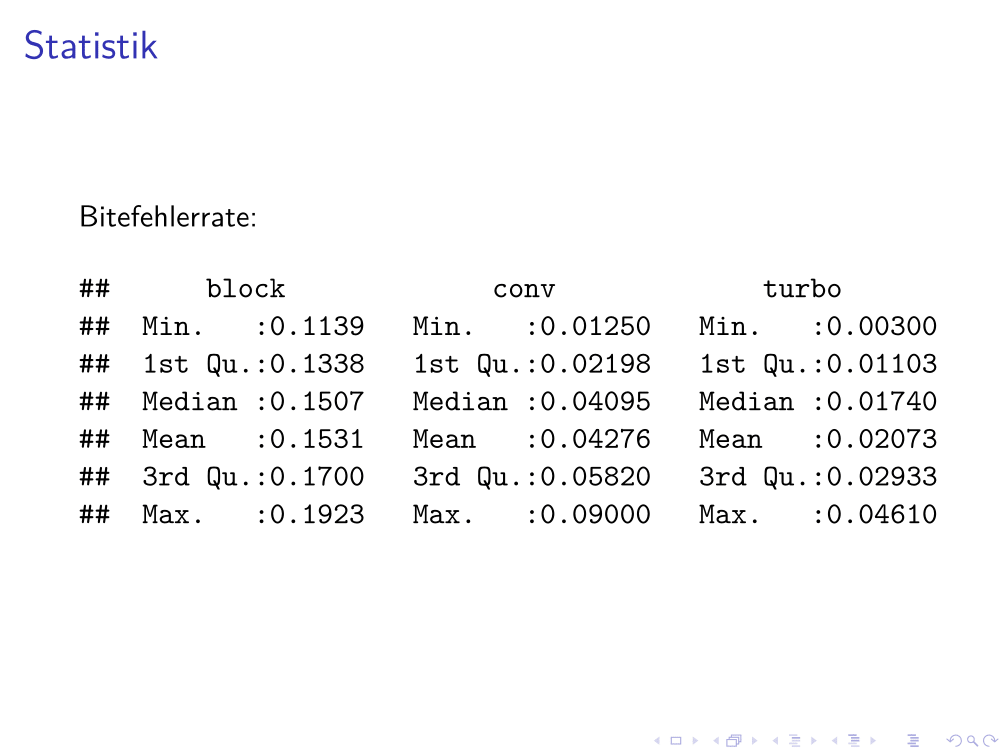 Statistik
Bitefehlerrate:
##      block             conv             turbo
##  Min.   :0.1139   Min.   :0.01250   Min.   :0.00300
##  1st Qu.:0.1338   1st Qu.:0.02198   1st Qu.:0.01103
##  Median :0.1507   Median :0.04095   Median :0.01740
##  Mean   :0.1531   Mean   :0.04276   Mean   :0.02073
##  3rd Qu.:0.1700   3rd Qu.:0.05820   3rd Qu.:0.02933
##  Max.   :0.1923   Max.   :0.09000   Max.   :0.04610